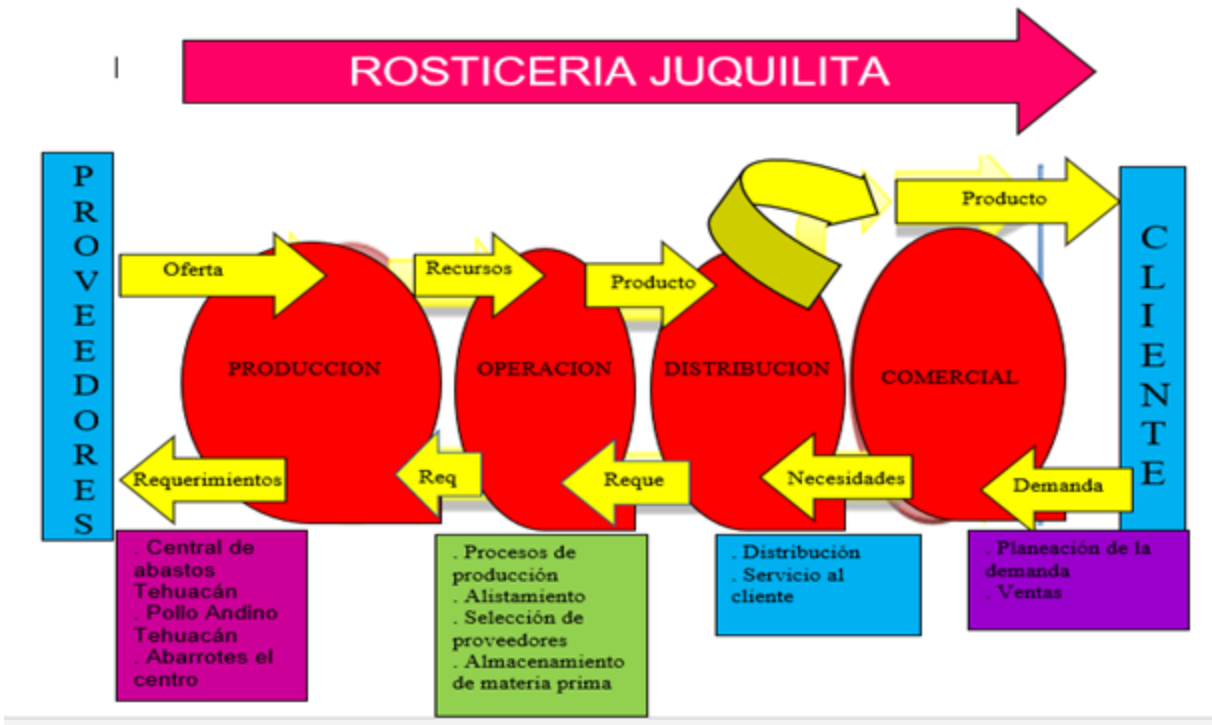 ROSTICERIA JUQUILITA
PROVEEDORES
Oferta
Recursos
Producto
Producto
CLIENTE
PRODUCCION
OPERACION
DISTRIBUCION
COMERCIAL
Requerimientos
Req
Reque
Necesidades
Demanda
. Central de
abastos
Tehuacán
. Pollo Andino
Tehuacán
. Abarrotes el
centro
. Procesos de
producción
. Alistamiento
. Selección de
proveedores
. Almacenamiento
de materia prima
. Distribución
. Servicio al
cliente
. Planeación de la
demanda
. Ventas